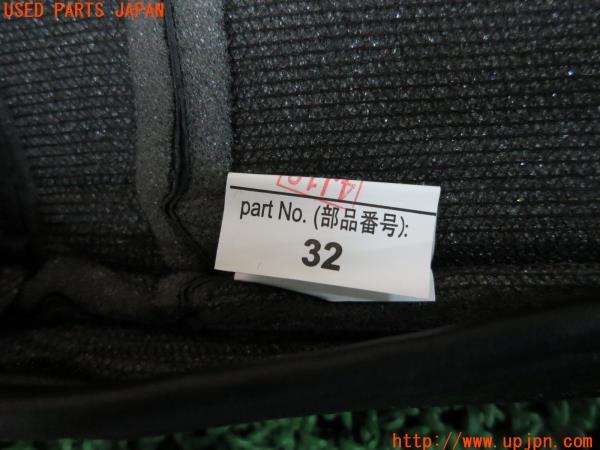 USED PARTS JAPAN
part No. (部品番号):
32
http://www.upjpn.com/